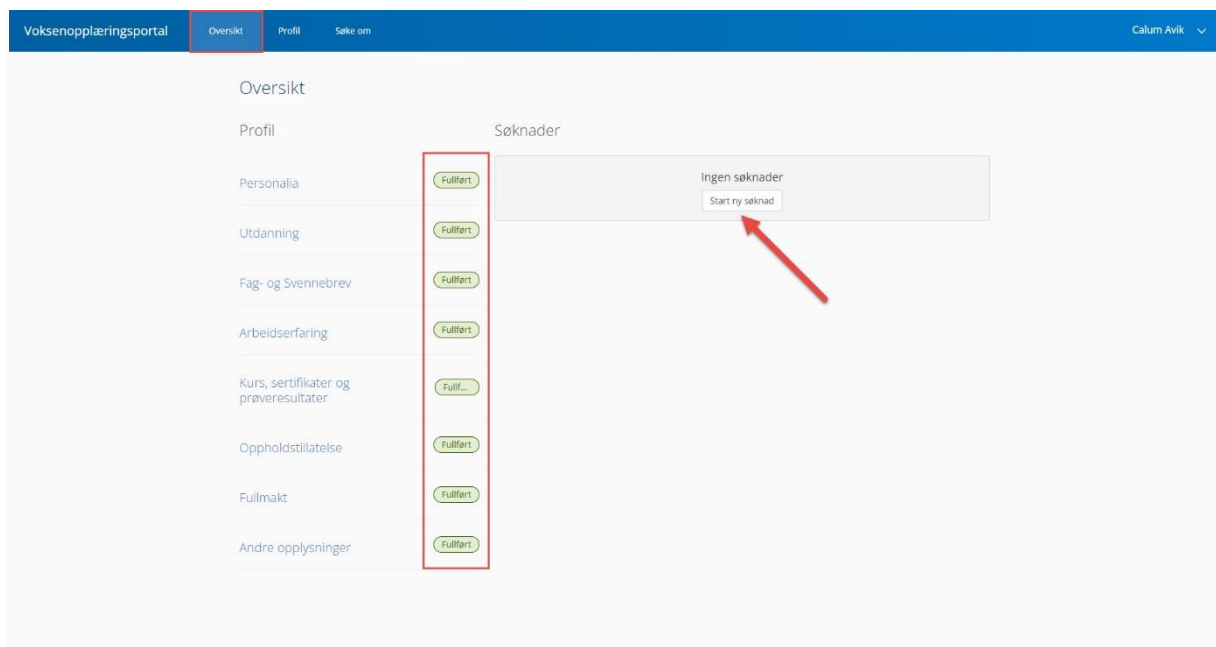 Voksenopplæringsportal Oversikt Profil Søke om Calum Avik
Oversikt
Profil
Personalia Fullført
Utdanning Fullført
Fag- og Svennebrev Fullført
Arbeidserfaring Fullført
Kurs, sertifikater og
prøveresultater Fullf...
Oppholdstillatelse Fullført
Fullmakt Fullført
Andre opplysninger Fullført
Søknader
Ingen søknader
Start ny søknad